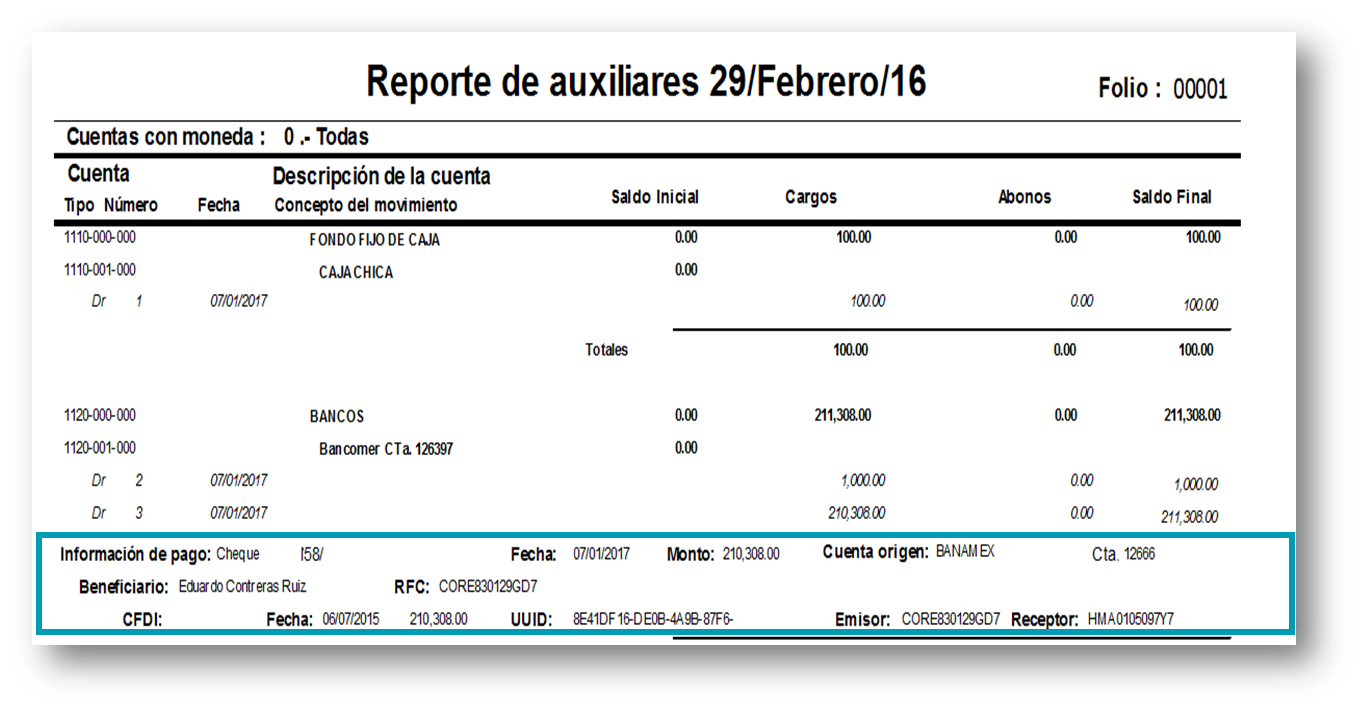 Reporte de auxiliares 29/Febrero/16 Folio : 00001
Cuentas con moneda : 0 .- Todas
Cuenta Descripción de la cuenta
Tipo Número Fecha Concepto del movimiento Saldo Inicial Cargos Abonos Saldo Final
1110-000-000 FONDO FIJO DE CAJA 0.00 100.00 0.00 100.00
1110-001-000 CAJA CHICA 0.00
Dr 1 07/01/2017 100.00 0.00 100.00
Totales 100.00 0.00 100.00
1120-000-000 BANCOS 0.00 211,308.00 0.00 211,308.00
1120-001-000 Bancomer CTa. 126397 0.00
Dr 2 07/01/2017 1,000.00 0.00 1,000.00
Dr 3 07/01/2017 210,308.00 0.00 211,308.00
Información de pago: Cheque Fecha: 07/01/2017 Monto: 210,308.00 Cuenta origen: BANAMEX Cta. 12666
Beneficiario: Eduardo Contreras Ruiz RFC: CORE830129GD7
CFDI: Fecha: 06/07/2015 210,308.00 UUID: 8E41DF16-DE0B-4A9B-87F6- Emisor: CORE830129GD7 Receptor: HMA0105097Y7